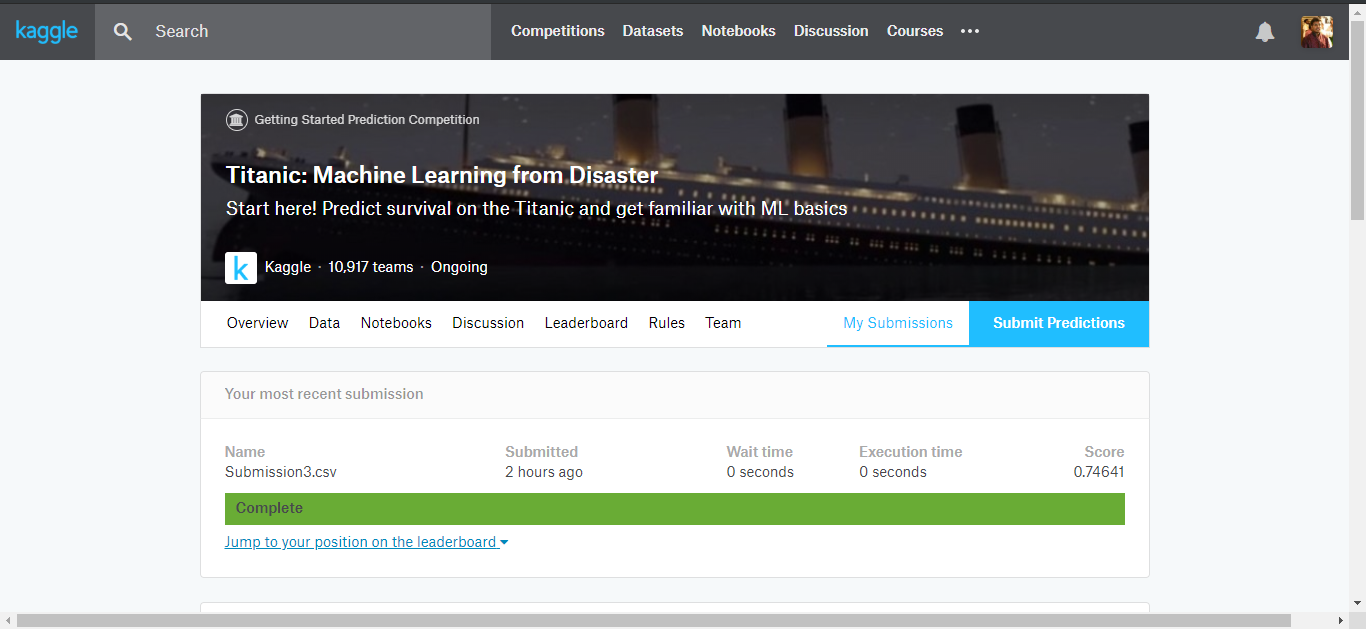 kaggle Search Competitions Datasets Notebooks Discussion Courses
Getting Started Prediction Competition
Titanic: Machine Learning from Disaster
Start here! Predict survival on the Titanic and get familiar with ML basics
k Kaggle · 10,917 teams · Ongoing
Overview Data Notebooks Discussion Leaderboard Rules Team My Submissions Submit Predictions
Your most recent submission
Name Submitted Wait time Execution time Score
Submission3.csv 2 hours ago 0 seconds 0 seconds 0.74641
Complete
Jump to your position on the leaderboard